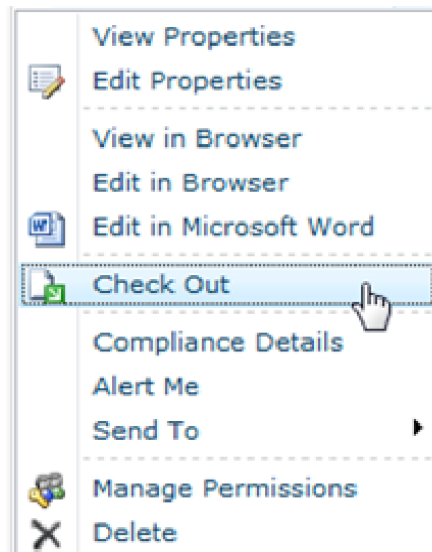 View Properties
Edit Properties
View in Browser
Edit in Browser
Edit in Microsoft Word
Check Out
Compliance Details
Alert Me
Send To
Manage Permissions
Delete